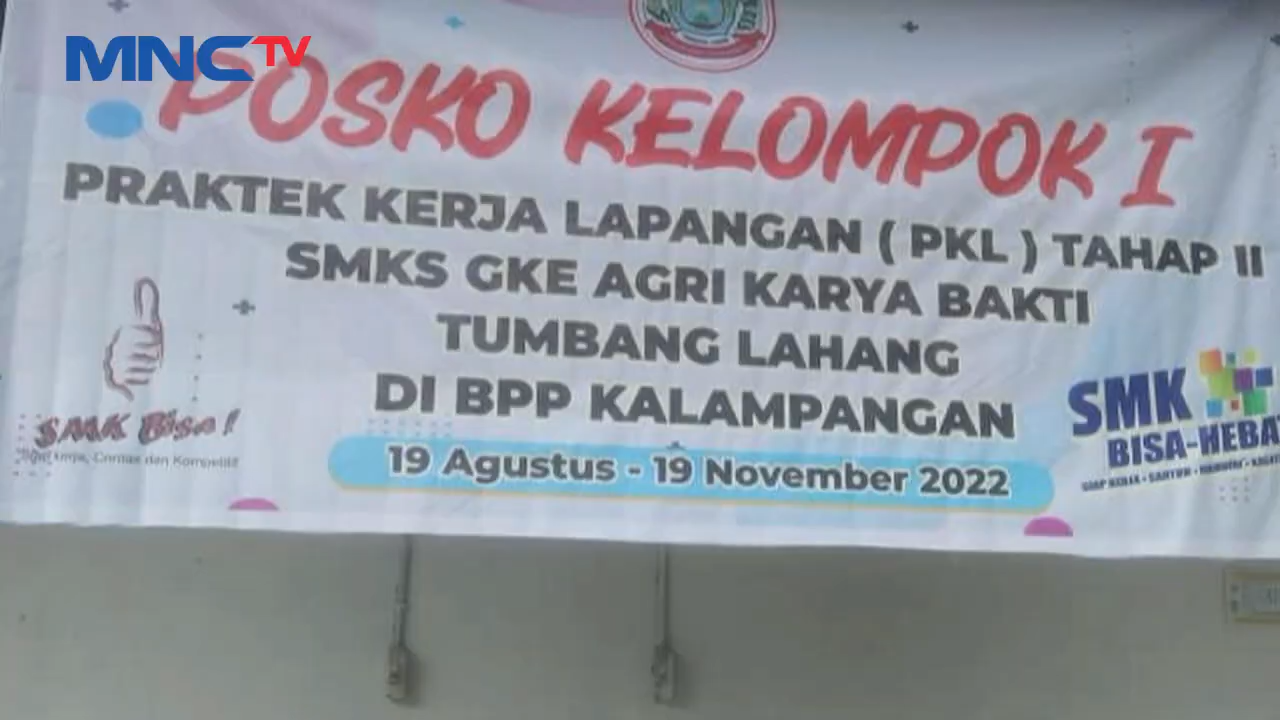 MNCTV
POSKO KELOMPOK I
PRAKTEK KERJA LAPANGAN ( PKL ) TAHAP II
SMKS GKE AGRI KARYA BAKTI
TUMBANG LAHANG
DI BPP KALAMPANGAN
19 Agustus - 19 November 2022
SMK Bisa!
SMK
BISA-HEBA